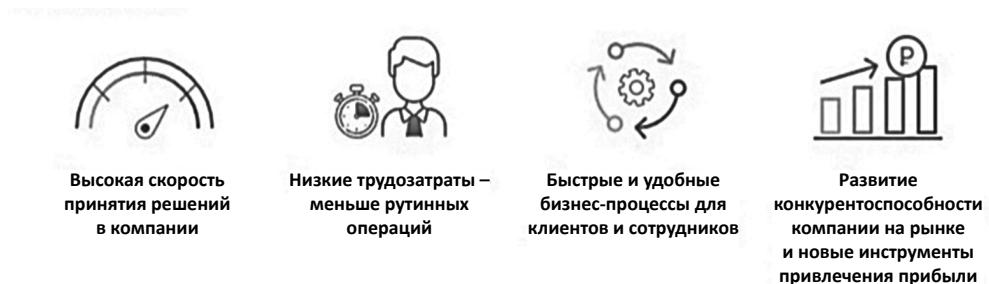 Высокая скорость
принятия решений
в компании
Низкие трудозатраты –
меньше рутинных
операций
Быстрые и удобные
бизнес-процессы для
клиентов и сотрудников
Развитие
конкурентоспособности
компании на рынке
и новые инструменты
привлечения прибыли